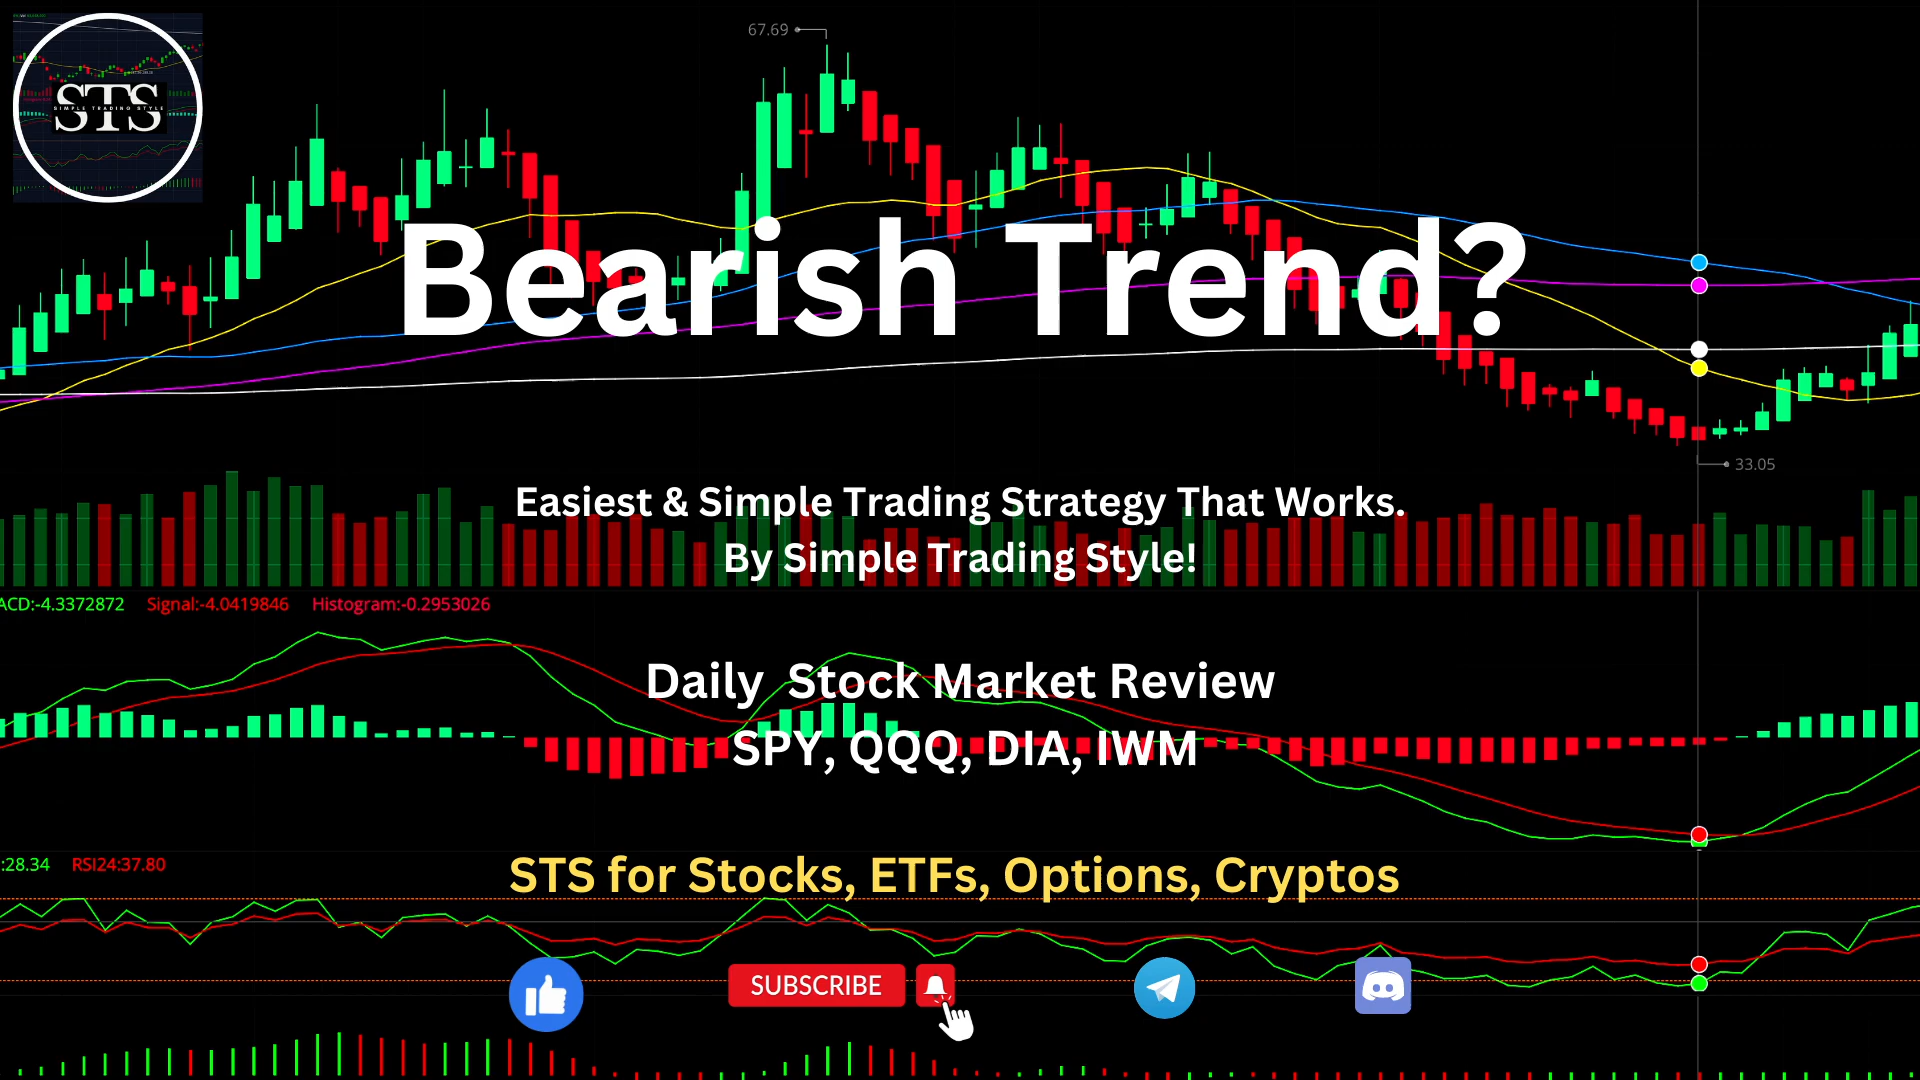 67.69
STS
SIMPLE TRADING STYLE
Bearish Trend?
33.05
Easiest & Simple Trading Strategy That Works.
By Simple Trading Style!
ACD:-4.3372872 Signal:-4.0419846 Histogram:-0.2953026
Daily Stock Market Review
SPY, QQQ, DIA, IWM
:28.34 RSI24:37.80
STS for Stocks, ETFs, Options, Cryptos
SUBSCRIBE